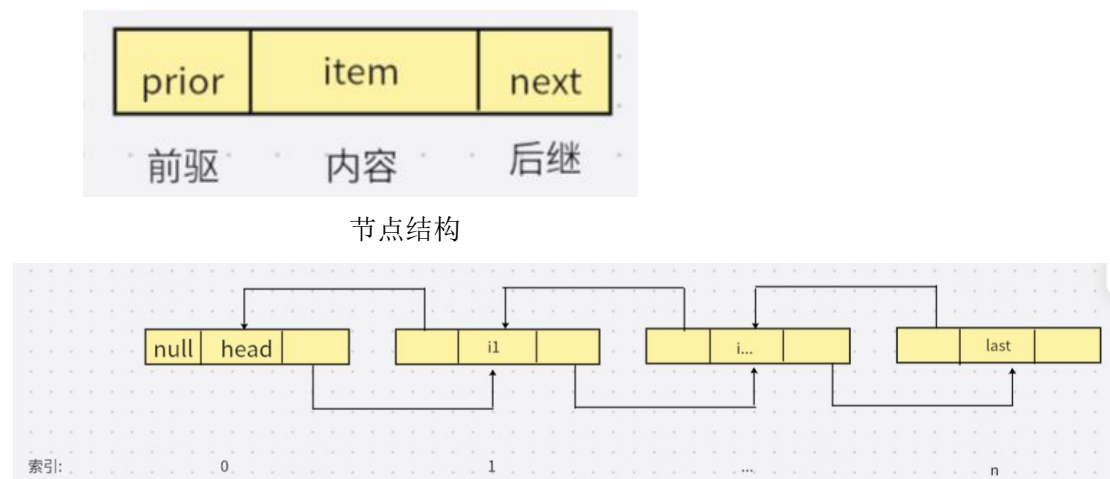 prior item next
前驱 内容 后继
节点结构
null head i1 i... last
索引: 0 1 ... n